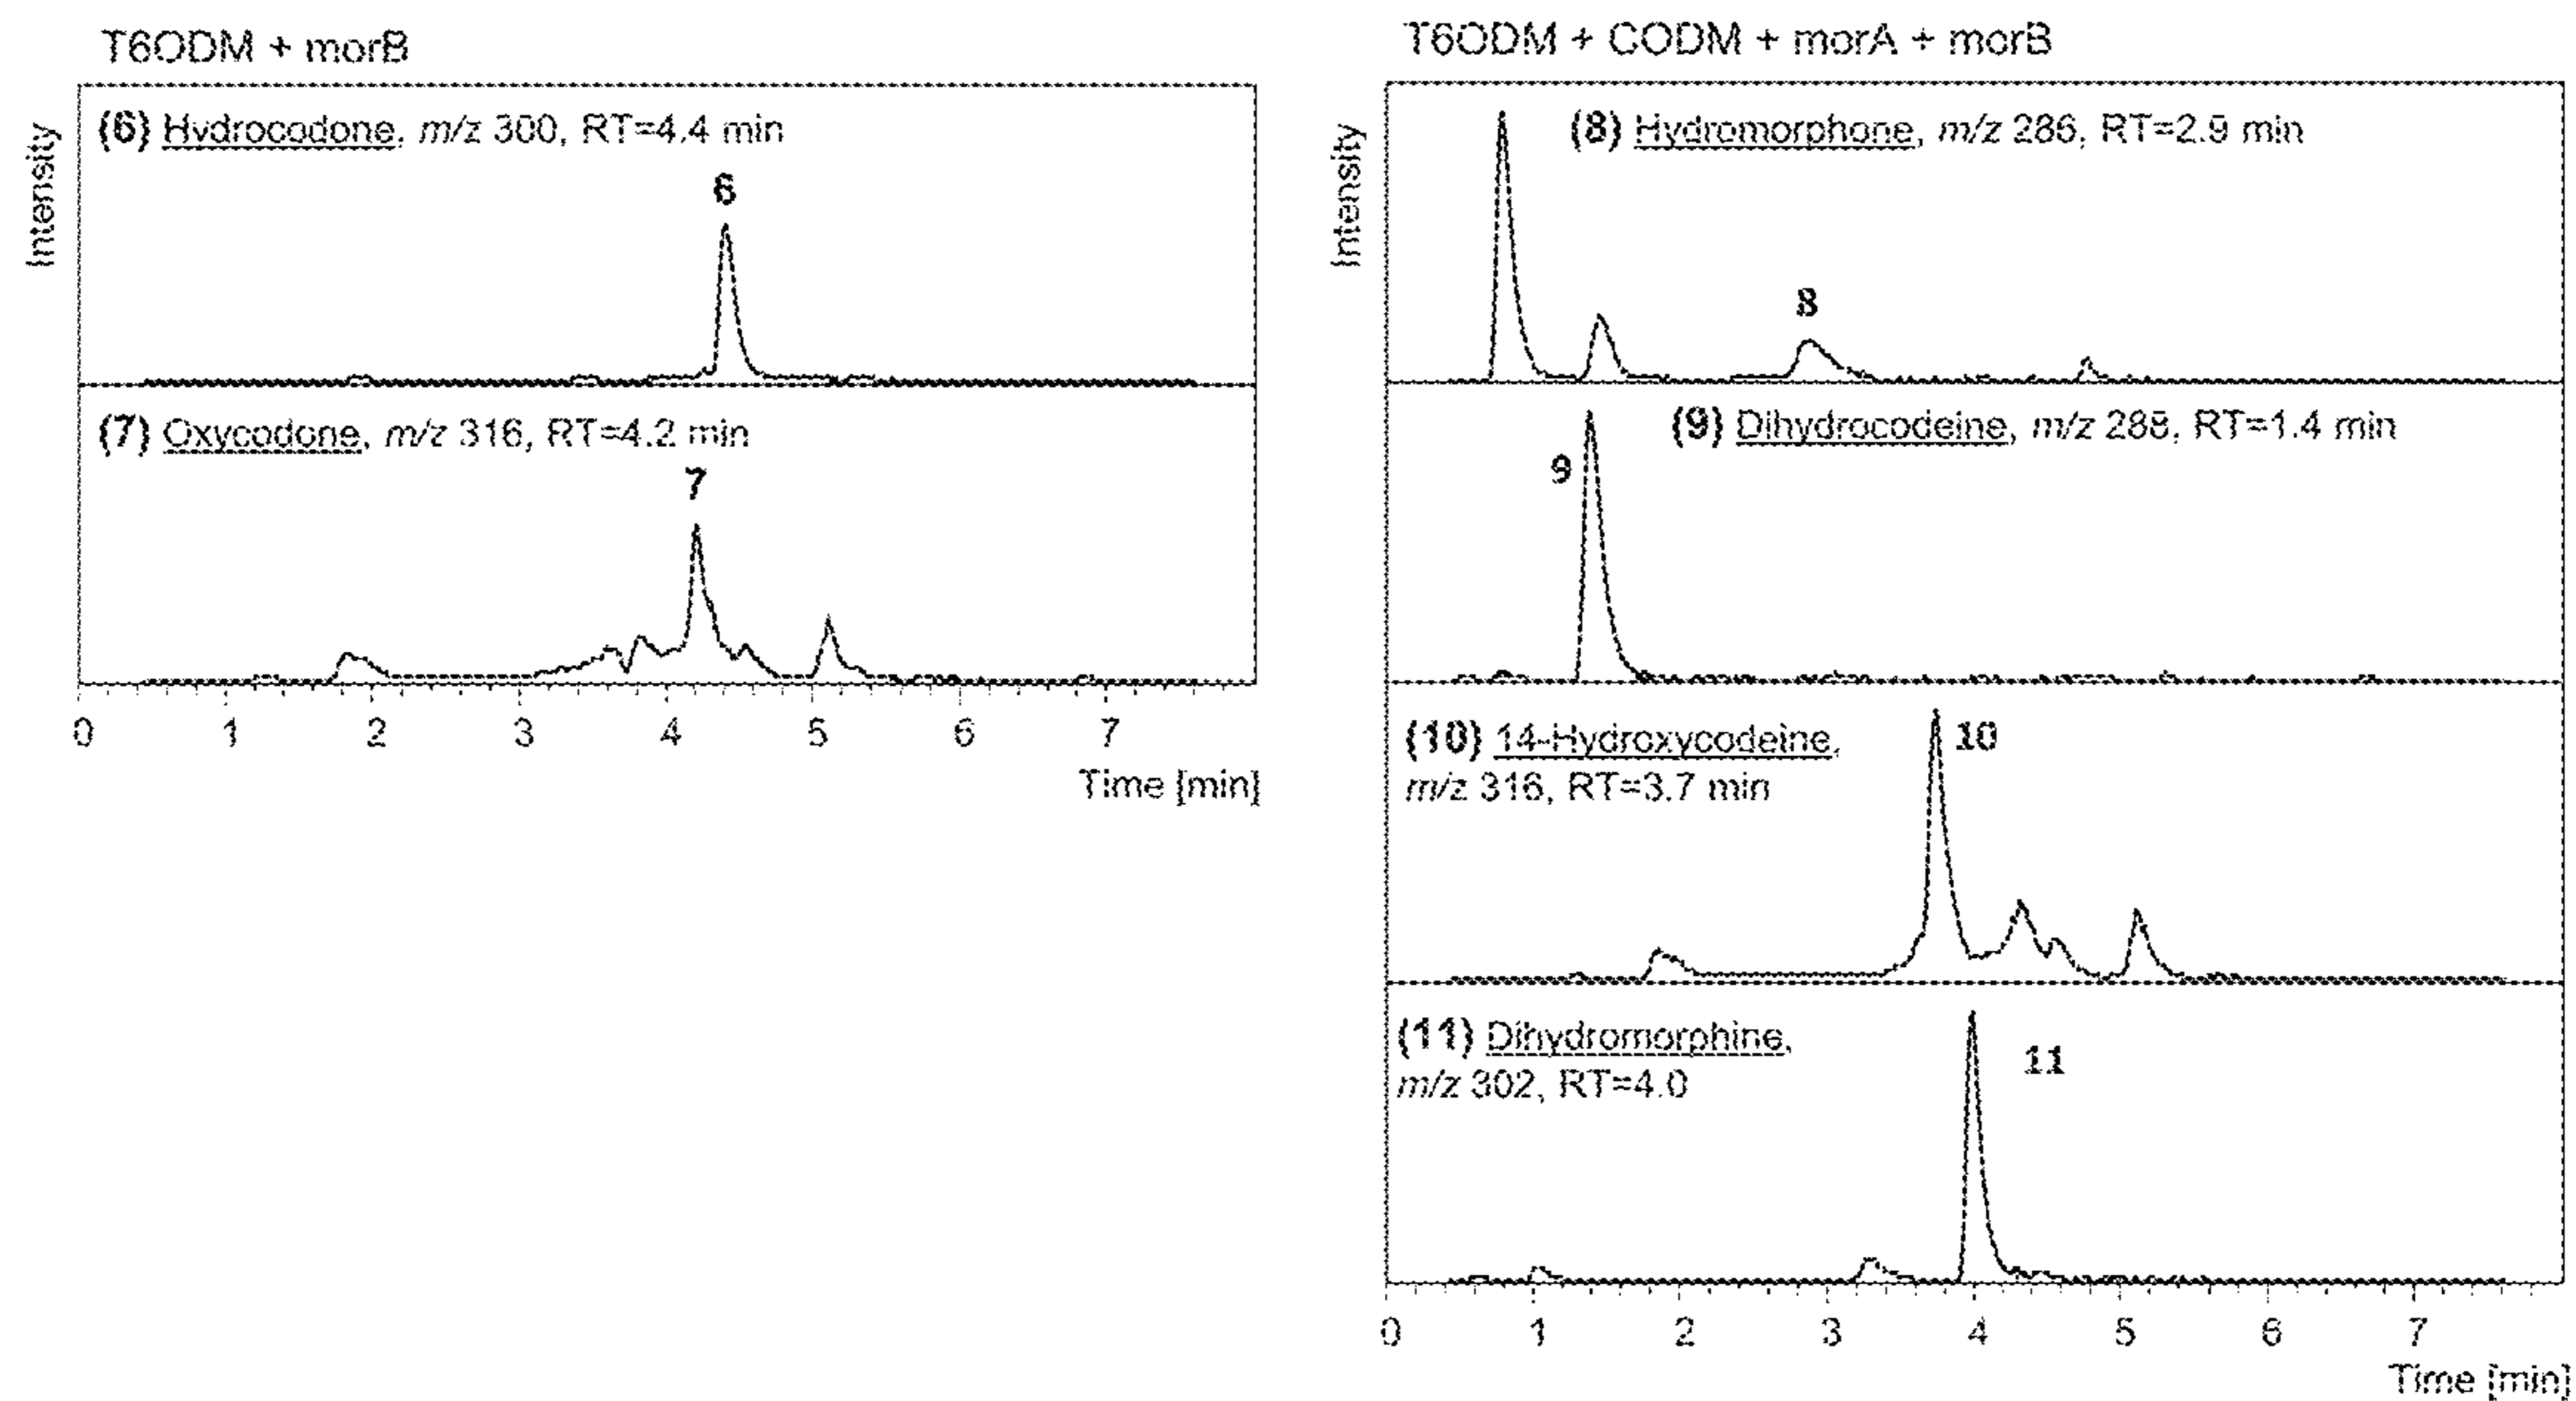 T6ODM + morB
Intensity
(6) Hydrocodone, m/z 300, RT=4.4 min
6
(7) Oxycodone, m/z 316, RT=4.2 min
7
0 1 2 3 4 5 6 7
Time [min]
T6ODM + CODM + morA + morB
Intensity
(8) Hydromorphone, m/z 286, RT=2.9 min
8
(9) Dihydrocodeine, m/z 288, RT=1.4 min
9
(10) 14-Hydroxycodeine,
m/z 316, RT=3.7 min
10
(11) Dihydromorphine,
m/z 302, RT=4.0
11
0 1 2 3 4 5 6 7
Time [min]